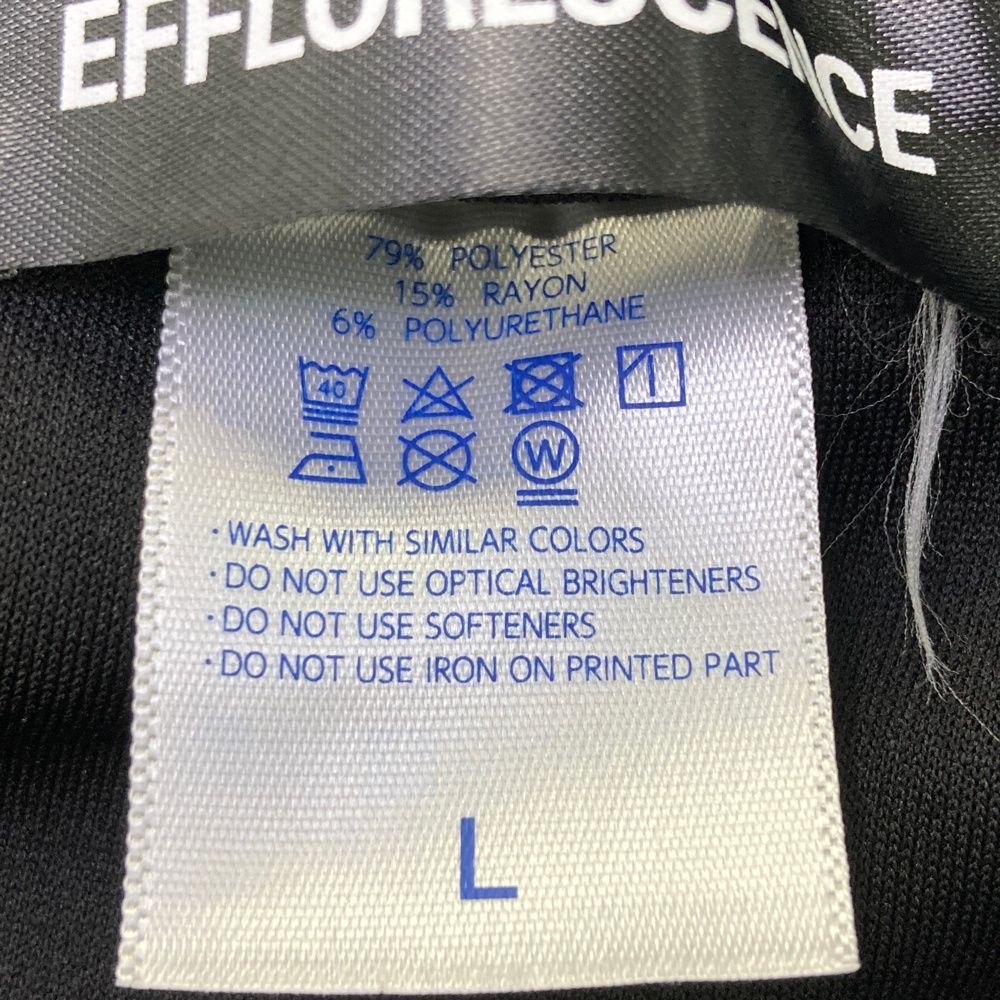 EFFLORESCENCE
79% POLYESTER
15% RAYON
6% POLYURETHANE
40
W
· WASH WITH SIMILAR COLORS
· DO NOT USE OPTICAL BRIGHTENERS
· DO NOT USE SOFTENERS
· DO NOT USE IRON ON PRINTED PART
L